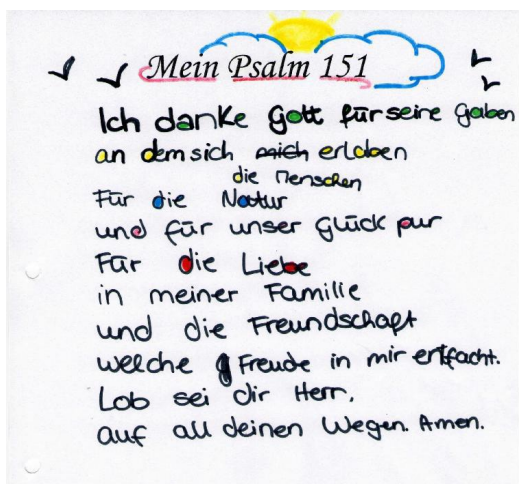 Mein Psalm 151
Ich danke Gott für seine Gaben
an dem sich mich erlaben
die Menschen
Für die Natur
und für unser Glück pur
Für die Liebe
in meiner Familie
und die Freundschaft
welche Freude in mir entfacht.
Lob sei dir Herr,
auf all deinen Wegen. Amen.